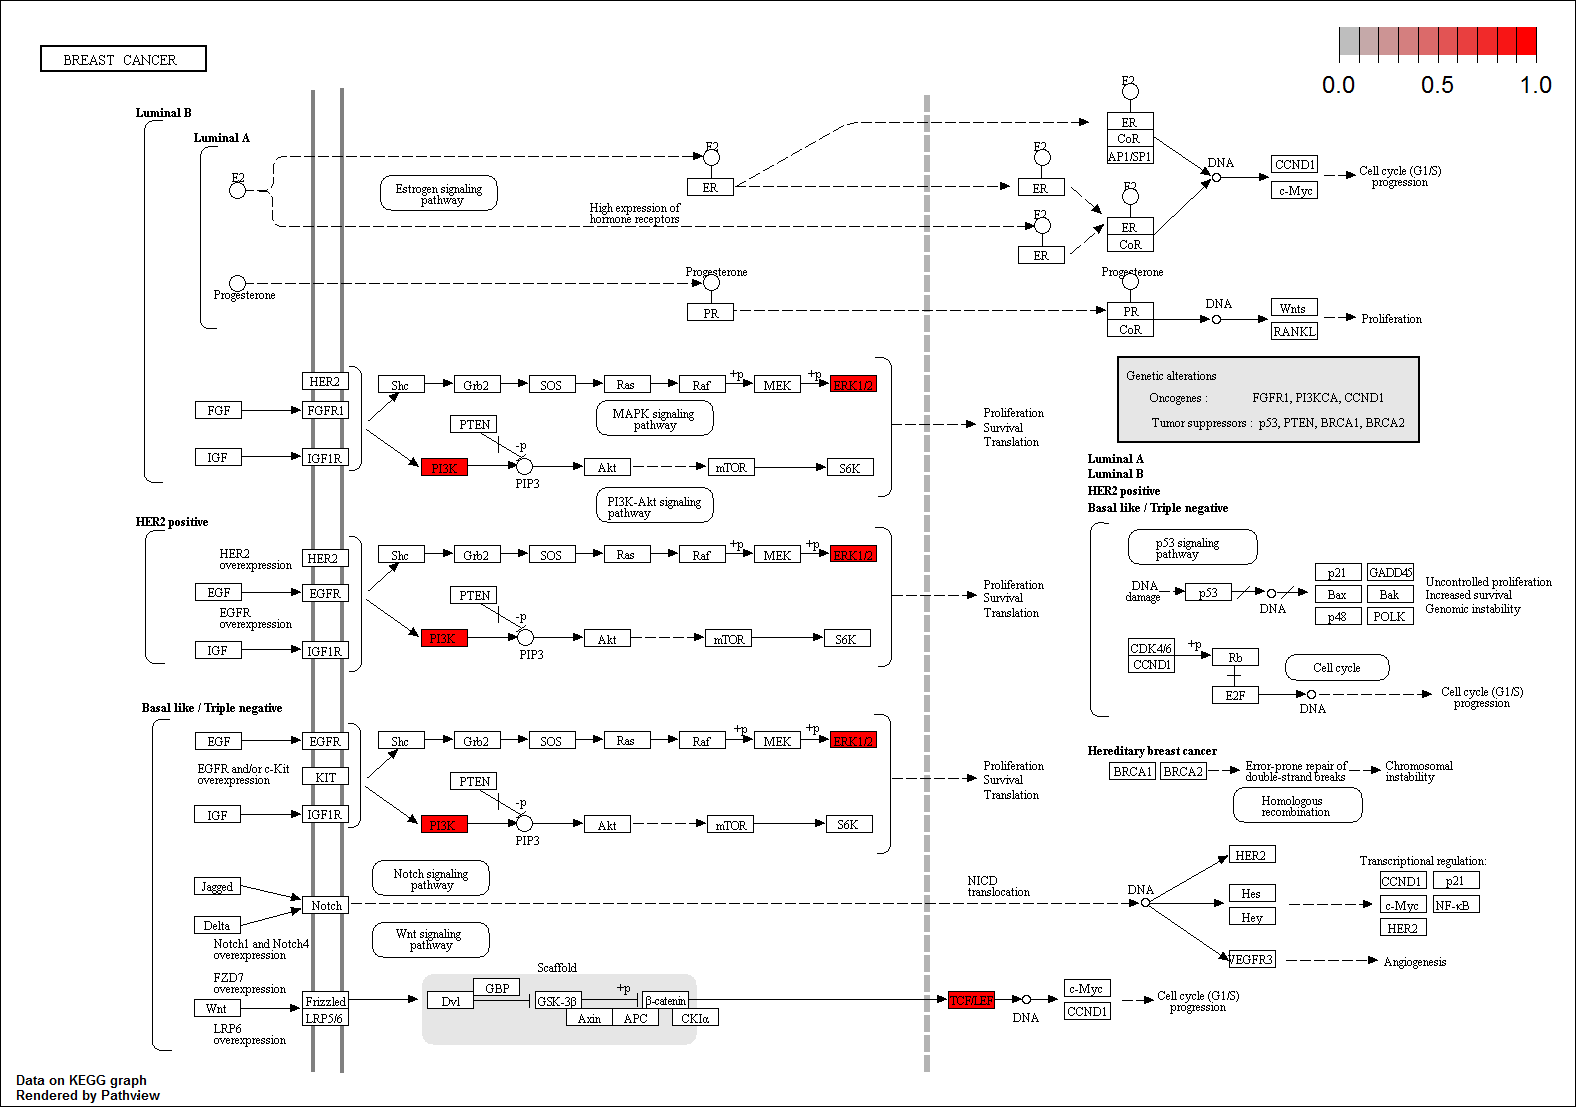 BREAST CANCER
0.0 0.5 1.0
Luminal B
Luminal A
E2
E2
E2
E2
E2
E2
Estrogen signaling
pathway
High expression of
hormone receptors
ER
ER
ER
ER
CoR
AP1/SP1
ER
CoR
DNA
CCND1
c-Myc
Cell cycle (G1/S)
progression
Progesterone
Progesterone
PR
Progesterone
PR
CoR
DNA
Wnts
RANKL
Proliferation
HER2
FGF
FGFR1
IGF
IGF1R
Shc
Grb2
SOS
Ras
Raf
+p
MEK
+p
ERK1/2
MAPK signaling
pathway
PTEN
-p
PI3K
PIP3
Akt
mTOR
S6K
PI3K-Akt signaling
pathway
Proliferation
Survival
Translation
Genetic alterations
Oncogenes : FGFR1, PI3KCA, CCND1
Tumor suppressors : p53, PTEN, BRCA1, BRCA2
HER2 positive
HER2
overexpression
HER2
EGF
EGFR
EGFR
overexpression
IGF
IGF1R
Shc
Grb2
SOS
Ras
Raf
+p
MEK
+p
ERK1/2
PTEN
-p
PI3K
PIP3
Akt
mTOR
S6K
Proliferation
Survival
Translation
Luminal A
Luminal B
HER2 positive
Basal like / Triple negative
p53 signaling
pathway
DNA
damage
p53
DNA
p21
GADD45
Bax
Bak
p48
POLK
Uncontrolled proliferation
Increased survival
Genomic instability
CDK4/6
CCND1
+p
Rb
E2F
Cell cycle
DNA
Cell cycle (G1/S)
progression
Basal like / Triple negative
EGF
EGFR
EGFR and/or c-Kit
overexpression
KIT
IGF
IGF1R
Shc
Grb2
SOS
Ras
Raf
+p
MEK
+p
ERK1/2
PTEN
-p
PI3K
PIP3
Akt
mTOR
S6K
Proliferation
Survival
Translation
Hereditary breast cancer
BRCA1
BRCA2
Error-prone repair of
double-strand breaks
Chromosomal
instability
Homologous
recombination
Jagged
Delta
Notch
Notch signaling
pathway
Notch1 and Notch4
overexpression
NICD
translocation
DNA
HER2
Hes
Hey
VEGFR3
Transcriptional regulation:
CCND1
p21
c-Myc
NF-κB
HER2
Angiogenesis
Wnt signaling
pathway
FZD7
overexpression
Wnt
LRP6
overexpression
Frizzled
LRP5/6
Scaffold
Dvl
GBP
GSK-3β
+p
β-catenin
Axin
APC
CKIα
TCF/LEF
DNA
c-Myc
CCND1
Cell cycle (G1/S)
progression
Data on KEGG graph
Rendered by Pathview